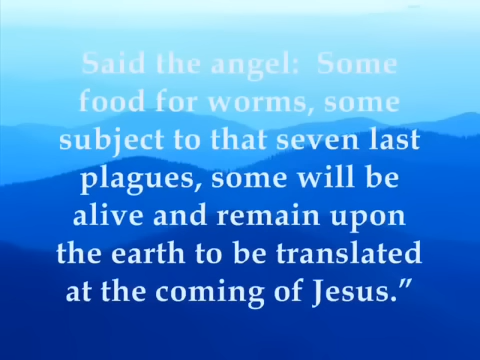 Said the angel:  Some
food for worms, some
subject to that seven last
plagues, some will be
alive and remain upon
the earth to be translated
at the coming of Jesus.”